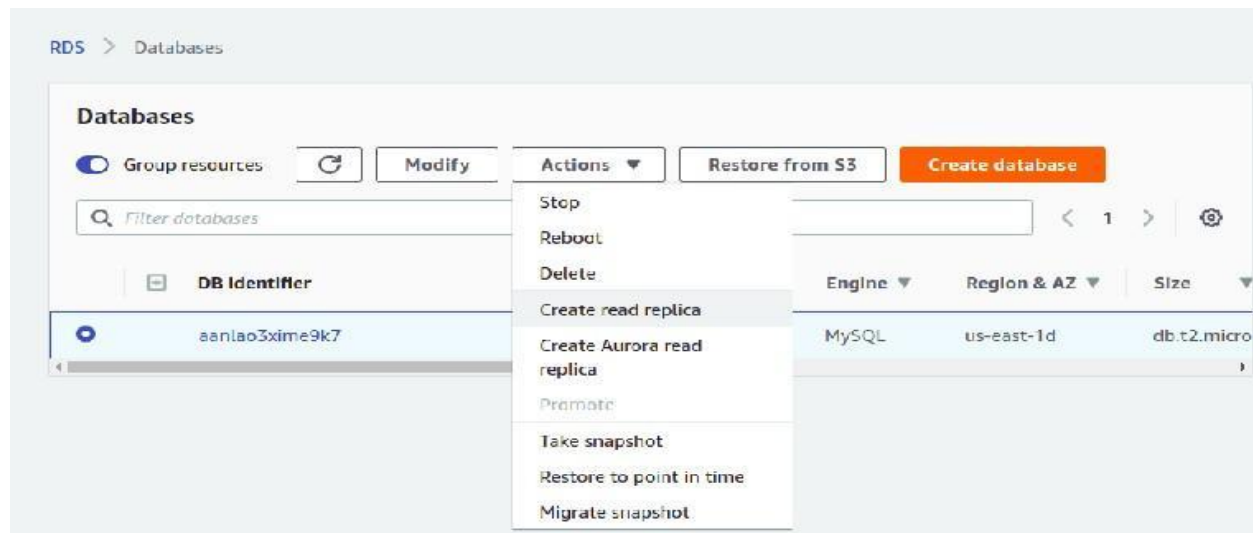 RDS > Databases
Databases
Group resources Modify Actions ▼ Restore from S3 Create database
Filter databases < 1 >
Stop
Reboot
Delete
DB Identifier Engine ▼ Region & AZ ▼ Size ▼
Create read replica
aanlao3xime9k7 MySQL us-east-1d db.t2.micro
Create Aurora read
replica
Promote
Take snapshot
Restore to point in time
Migrate snapshot